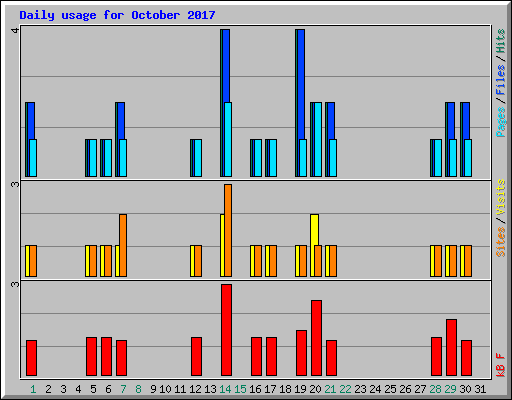 Daily usage for October 2017
4
Pages / Files / Hits
3
Sites / Visits
3
kB F
1 2 3 4 5 6 7 8 9 10 11 12 13 14 15 16 17 18 19 20 21 22 23 24 25 26 27 28 29 30 31